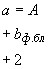 a = A
+ b_{ф.бл}
+ 2